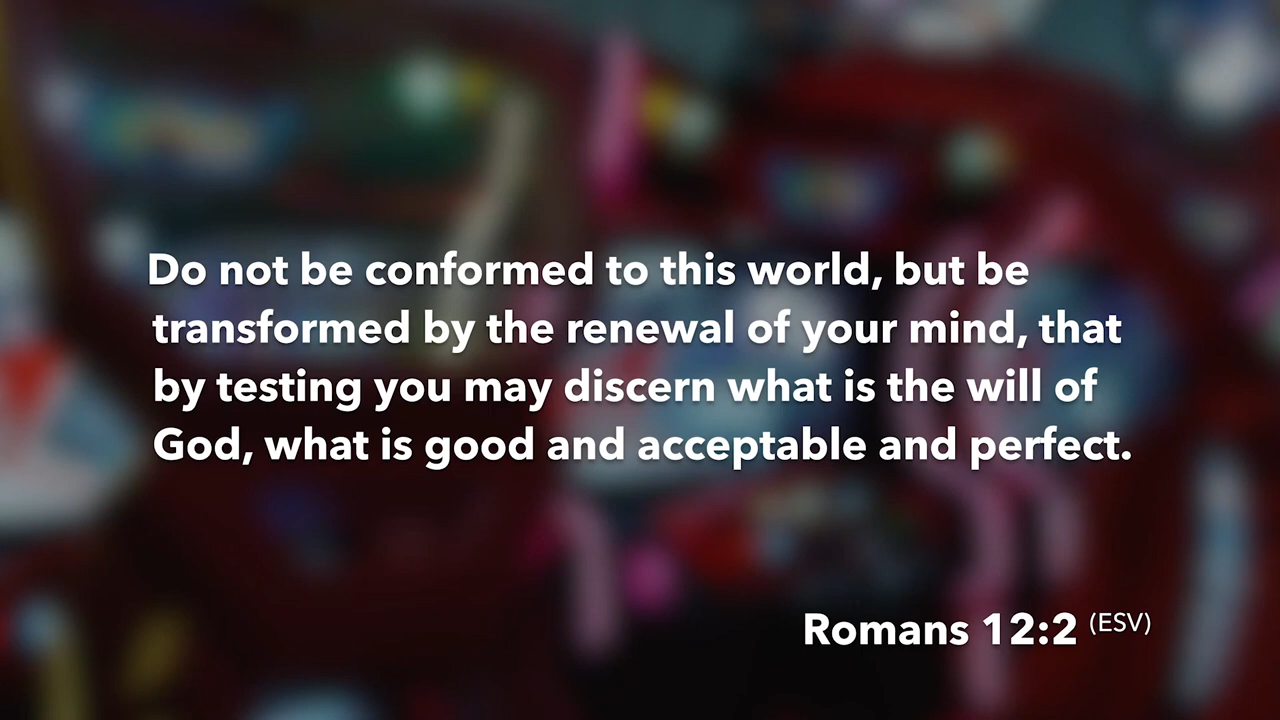 Do not be conformed to this world, but be
transformed by the renewal of your mind, that
by testing you may discern what is the will of
God, what is good and acceptable and perfect.
Romans 12:2 (ESV)